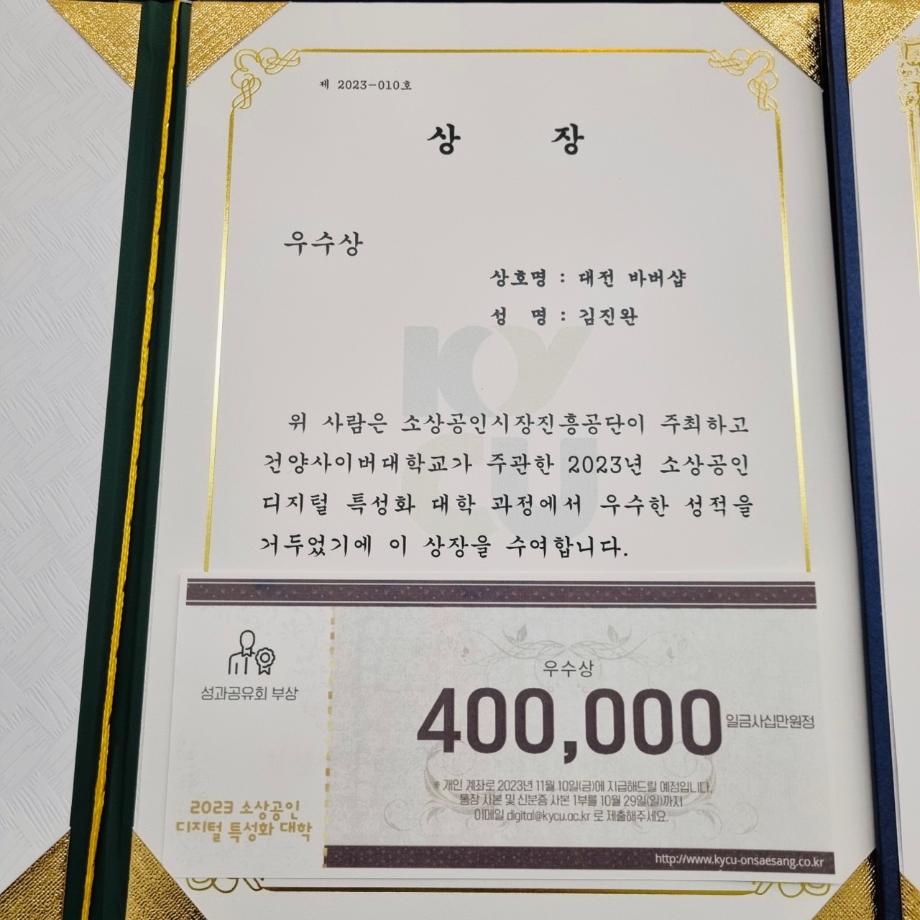 제 2023-010호
상 장
우수상
상호명 : 대전 바버샵
성 명 : 김진완
KY
CU
위 사람은 소상공인시장진흥공단이 주최하고
건양사이버대학교가 주관한 2023년 소상공인
디지털 특성화 대학 과정에서 우수한 성적을
거두었기에 이 상장을 수여합니다.
성과공유회 부상
2023 소상공인
디지털 특성화 대학
우수상
400,000 일금사십만원정
* 개인 계좌로 2023년 11월 10일(금)에 지급해드릴 예정입니다.
통장 사본 및 신분증 사본 1부를 10월 29일(일)까지
이메일 digital@kycu.ac.kr 로 제출해주세요.
http://www.kycu-onsaesang.co.kr